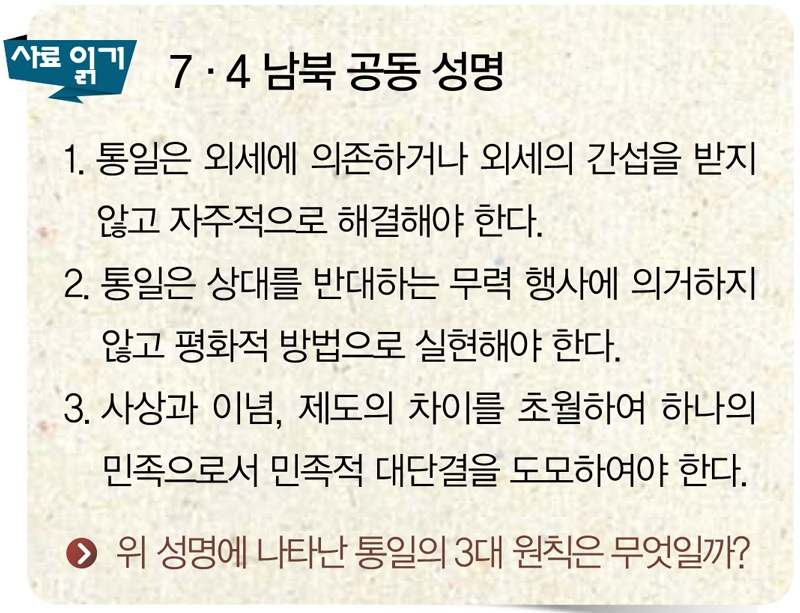 사료 읽기
7·4 남북 공동 성명
1. 통일은 외세에 의존하거나 외세의 간섭을 받지
않고 자주적으로 해결해야 한다.
2. 통일은 상대를 반대하는 무력 행사에 의거하지
않고 평화적 방법으로 실현해야 한다.
3. 사상과 이념, 제도의 차이를 초월하여 하나의
민족으로서 민족적 대단결을 도모하여야 한다.
위 성명에 나타난 통일의 3대 원칙은 무엇일까?